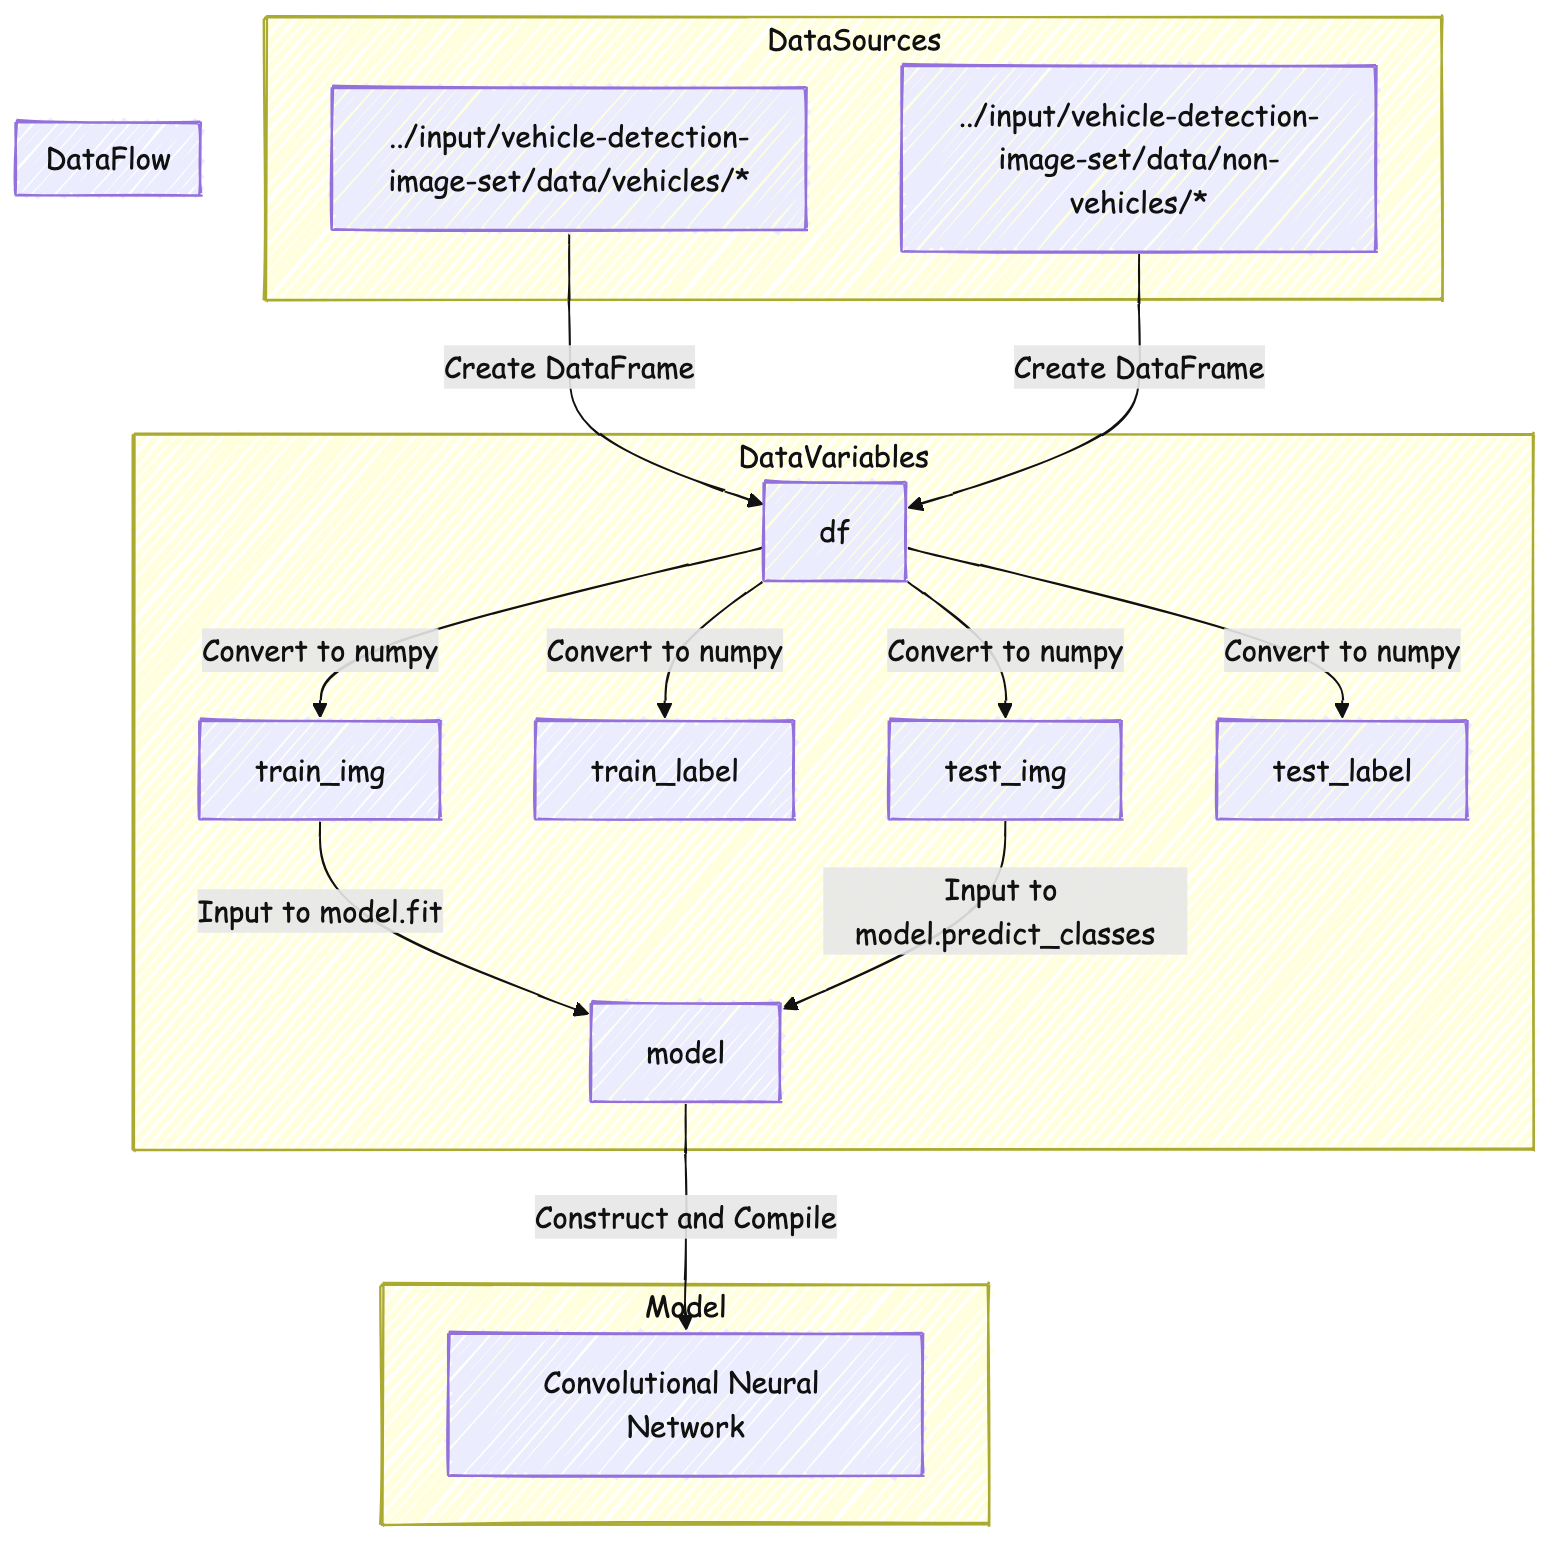 DataSources
DataFlow
../input/vehicle-detection-
image-set/data/vehicles/*
../input/vehicle-detection-
image-set/data/non-
vehicles/*
Create DataFrame
Create DataFrame
DataVariables
df
Convert to numpy
Convert to numpy
Convert to numpy
Convert to numpy
train_img
train_label
test_img
test_label
Input to model.fit
Input to
model.predict_classes
model
Construct and Compile
Model
Convolutional Neural
Network